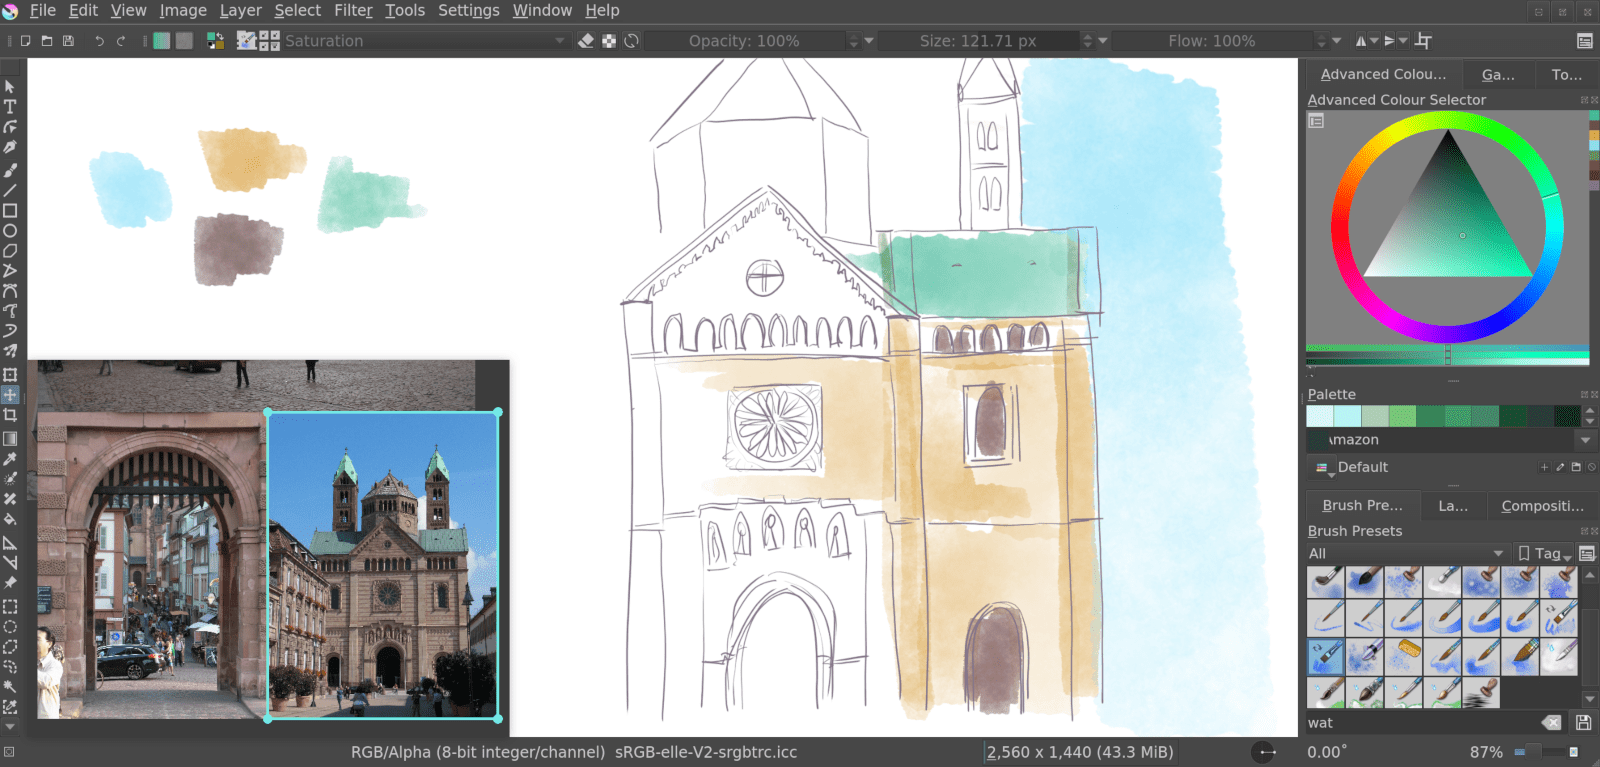 File Edit View Image Layer Select Filter Tools Settings Window Help
Saturation Opacity: 100% Size: 121.71 px Flow: 100%
Advanced Colou... Ga... To...
Advanced Colour Selector
Palette
Amazon
Default
Brush Pre... La... Compositi...
Brush Presets
All Tag
wat
RGB/Alpha (8-bit integer/channel) sRGB-elle-V2-srgbtrc.icc 2,560 x 1,440 (43.3 MiB) 0.00° 87%